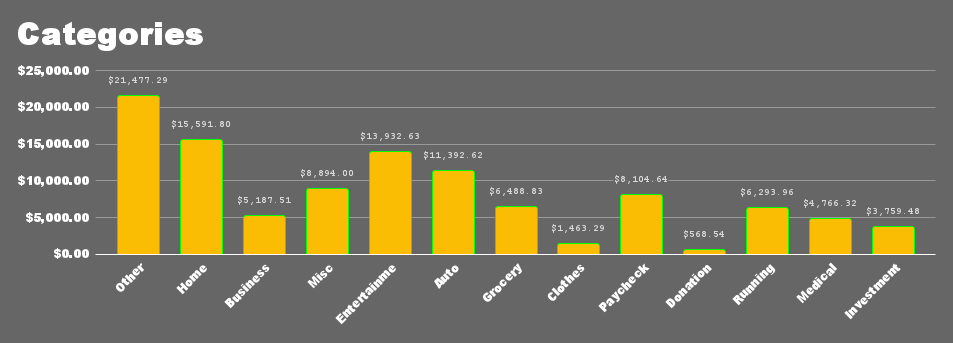 Categories
$25,000.00
$20,000.00
$15,000.00
$10,000.00
$5,000.00
$0.00
$21,477.29
$15,591.80
$5,187.51
$8,894.00
$13,932.63
$11,392.62
$6,488.83
$1,463.29
$8,104.64
$568.54
$6,293.96
$4,766.32
$3,759.48
Other
Home
Business
Misc
Entertainme
Auto
Grocery
Clothes
Paycheck
Donation
Running
Medical
Investment